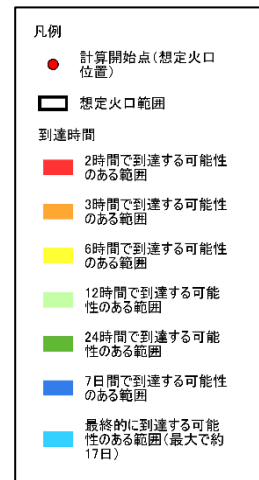 凡例
計算開始点(想定火口
位置)
想定火口範囲
到達時間
2時間で到達する可能性
のある範囲
3時間で到達する可能性
のある範囲
6時間で到達する可能性
のある範囲
12時間で到達する可能
性のある範囲
24時間で到達する可能
性のある範囲
7日間で到達する可能性
のある範囲
最終的に到達する可能
性のある範囲(最大で約
17日)